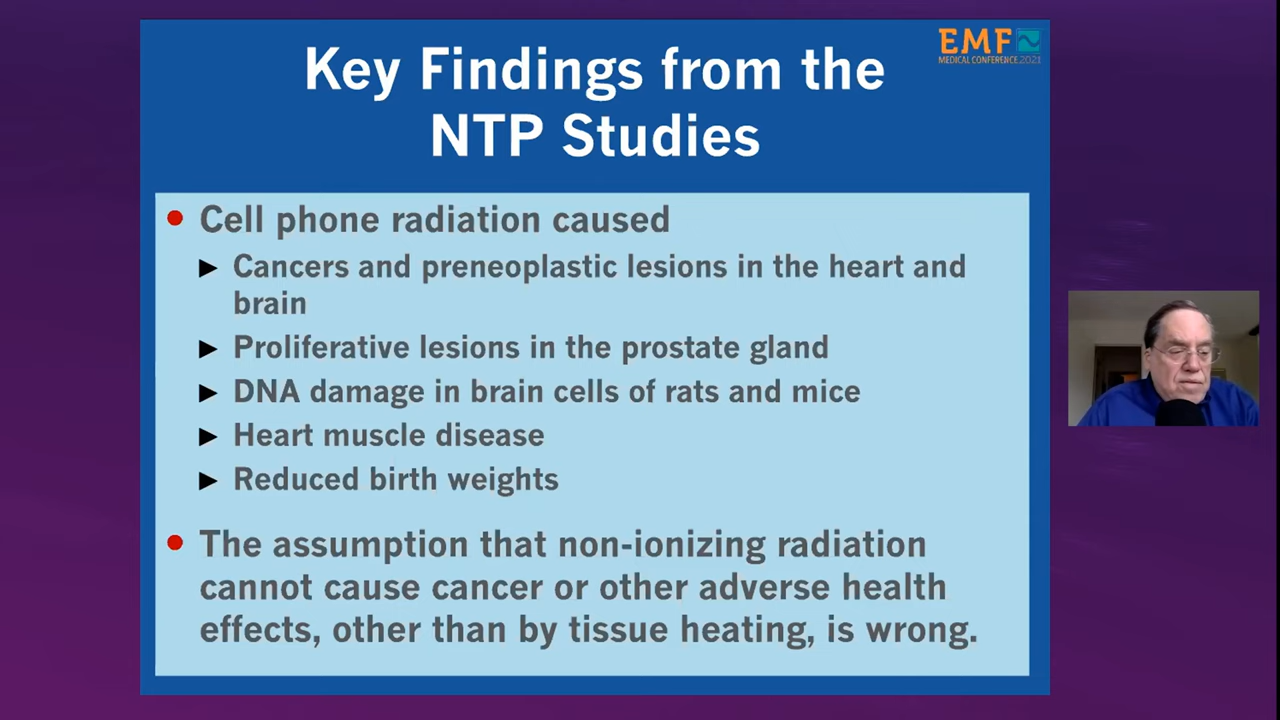 EMF
MEDICAL CONFERENCE.2021
Key Findings from the
NTP Studies
• Cell phone radiation caused
► Cancers and preneoplastic lesions in the heart and
brain
► Proliferative lesions in the prostate gland
► DNA damage in brain cells of rats and mice
► Heart muscle disease
► Reduced birth weights
• The assumption that non-ionizing radiation
cannot cause cancer or other adverse health
effects, other than by tissue heating, is wrong.